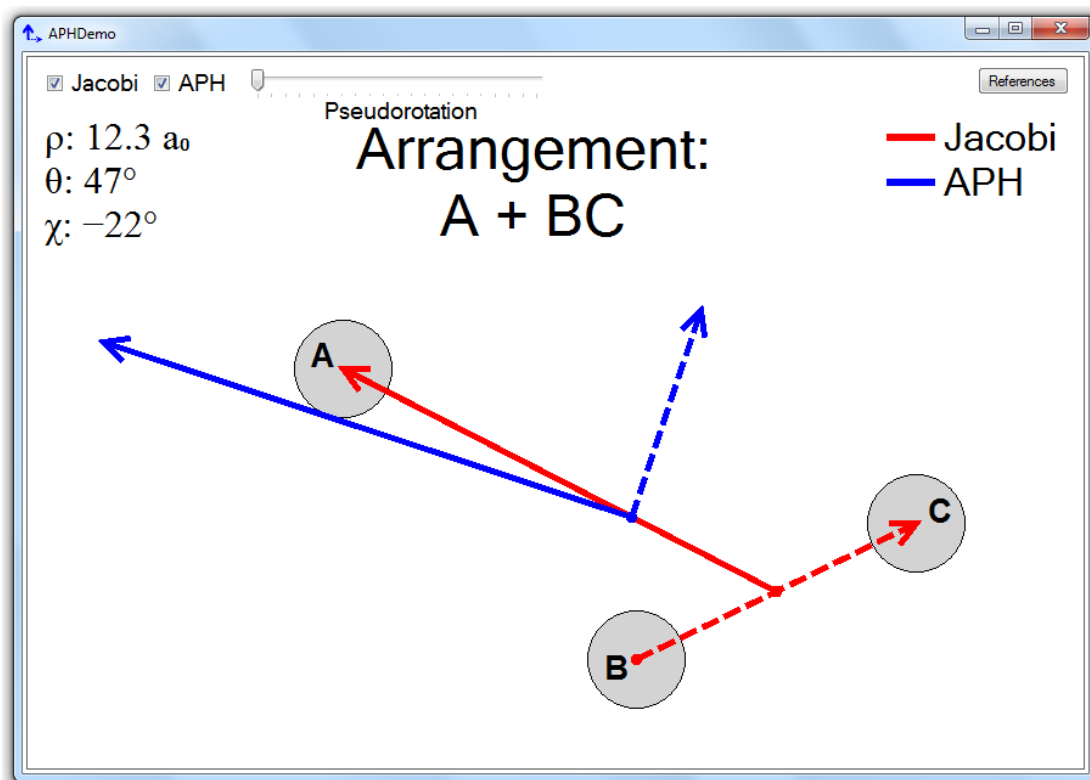 APHDemo
Jacobi APH
References
Pseudorotation
ρ: 12.3 a₀
θ: 47°
χ: −22°
Arrangement:
A + BC
Jacobi
APH
A
C
B